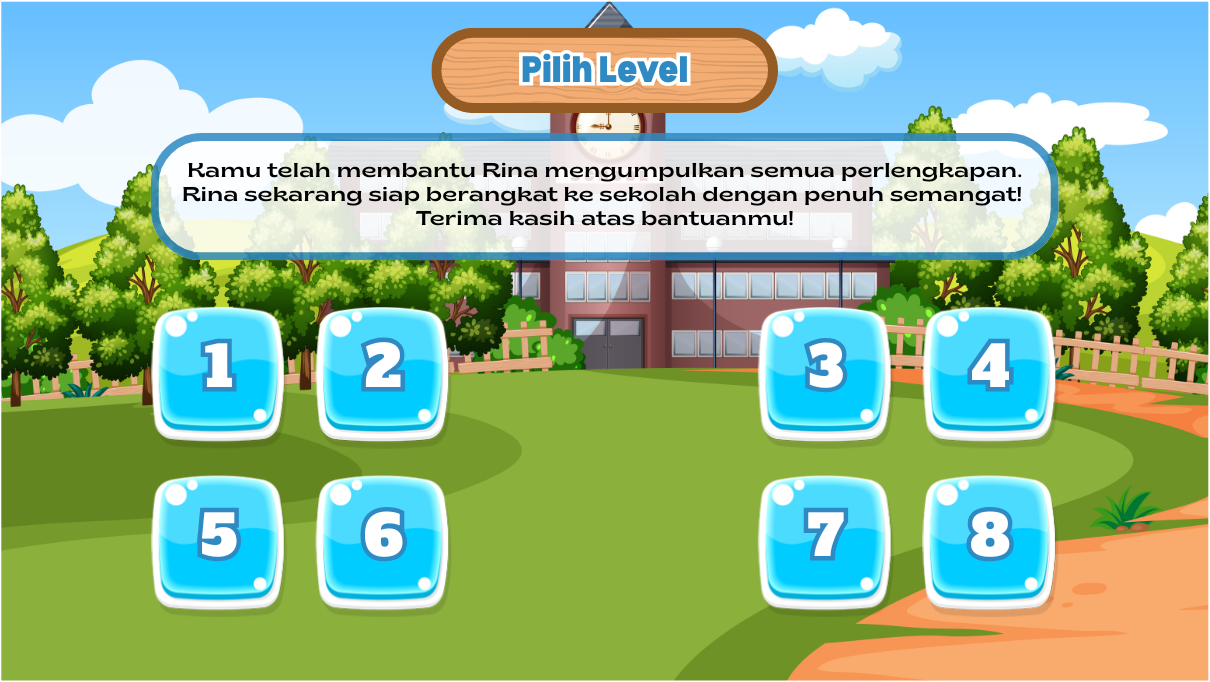 Pilih Level
Kamu telah membantu Rina mengumpulkan semua perlengkapan.
Rina sekarang siap berangkat ke sekolah dengan penuh semangat!
Terima kasih atas bantuanmu!
1 2 3 4
5 6 7 8